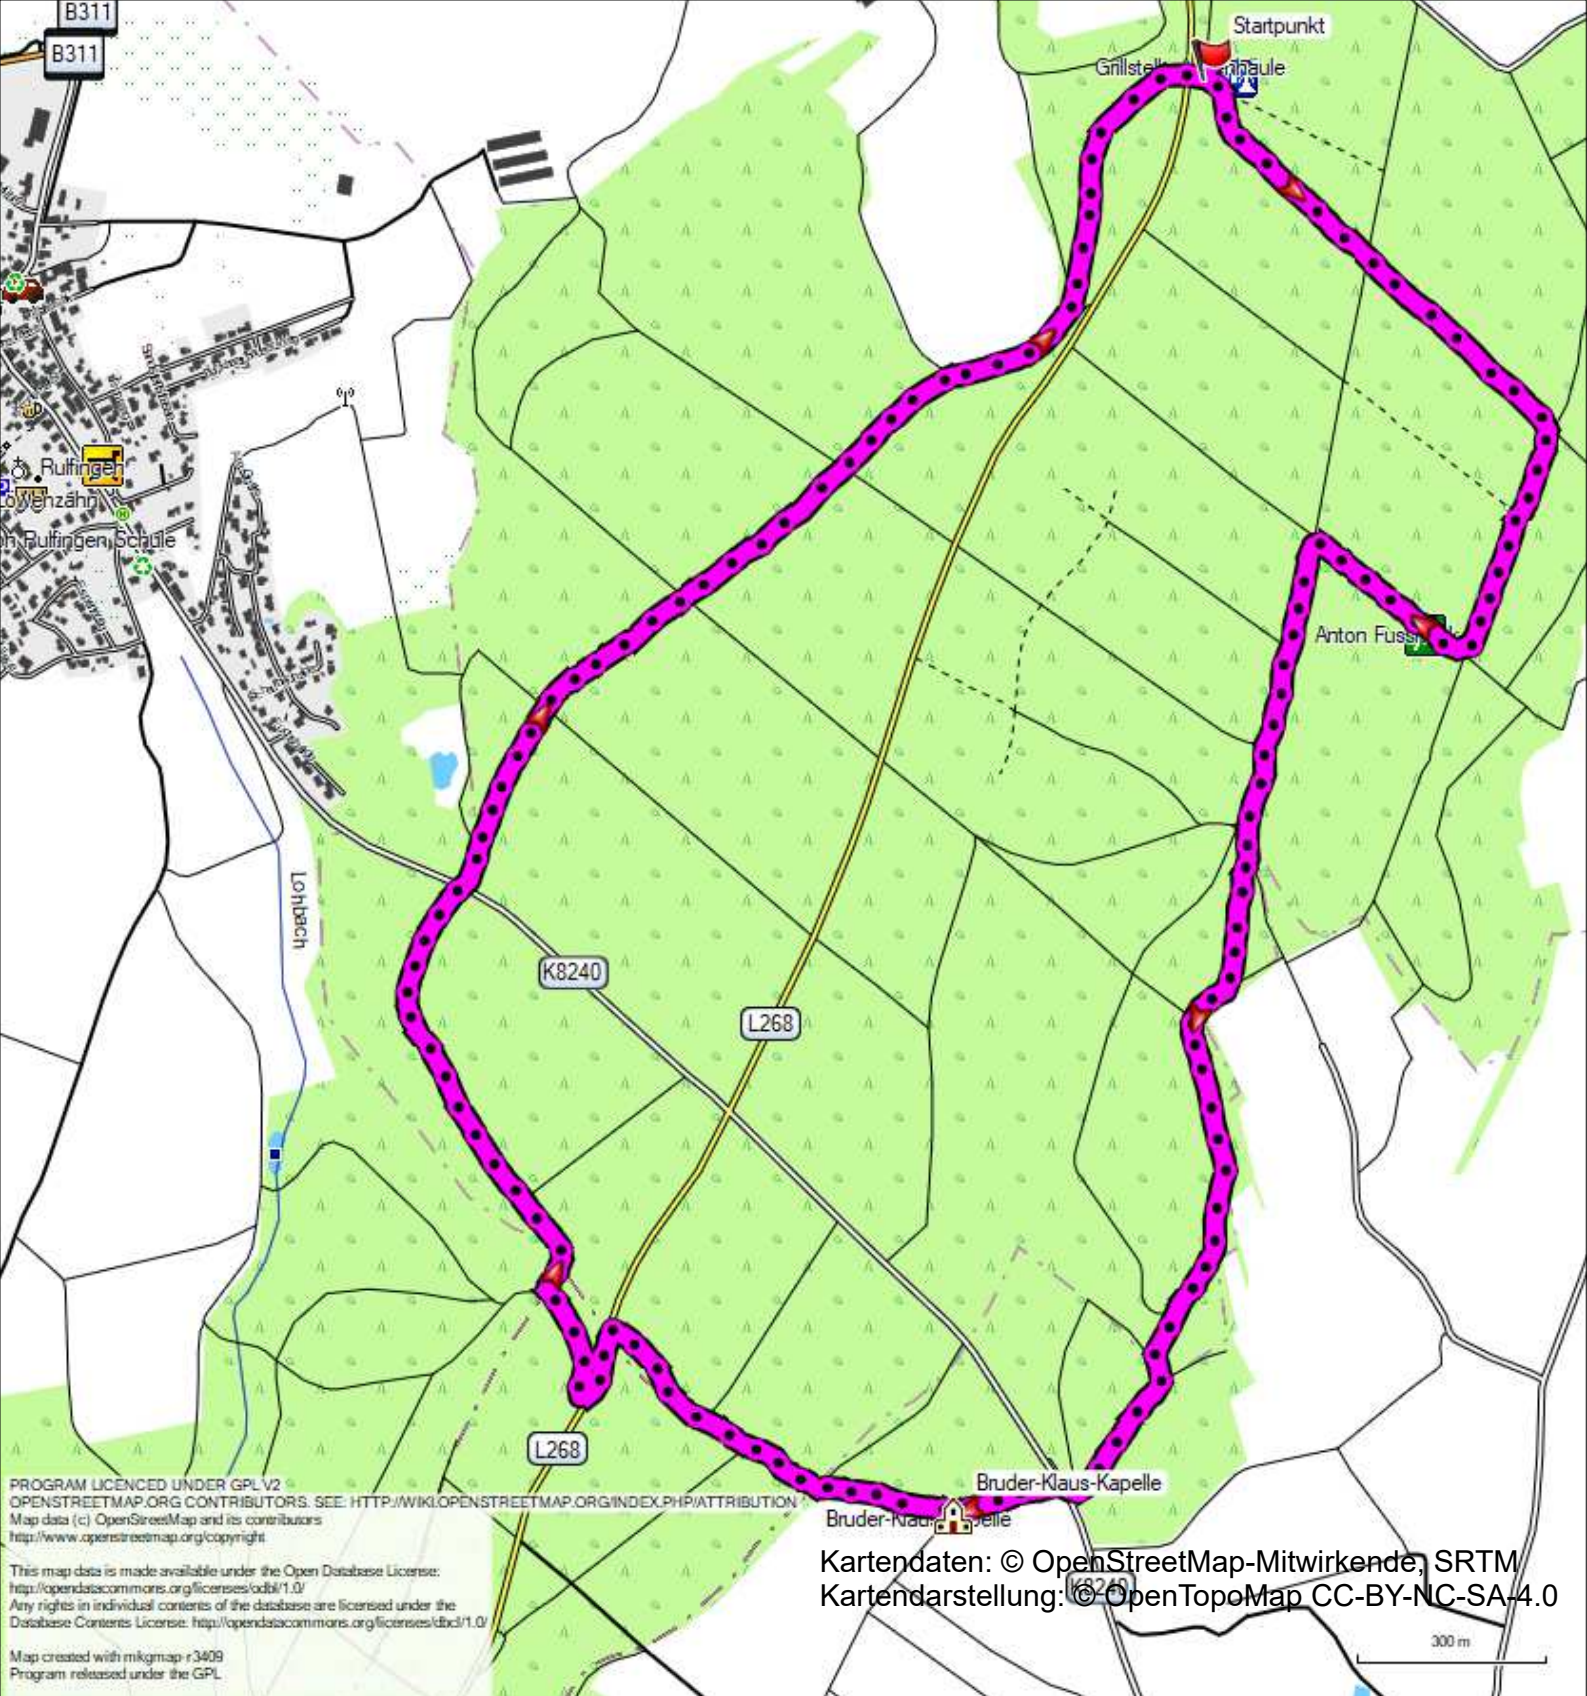 B311
B311
Startpunkt
Rulfingen
Löwenzahn
Rulfingen Schule
Anton Fuss
Lohbach
K8240
L268
L268
Bruder-Klaus-Kapelle
PROGRAM LICENCED UNDER GPL V2
OPENSTREETMAP.ORG CONTRIBUTORS. SEE: HTTP://WIKI.OPENSTREETMAP.ORG/INDEX.PHP/ATTRIBUTION
Map data (c) OpenStreetMap and its contributors
http://www.openstreetmap.org/copyright
This map data is made available under the Open Database License:
http://opendatacommons.org/licenses/odbl/1.0/
Any rights in individual contents of the database are licensed under the
Database Contents License: http://opendatacommons.org/licenses/dbcl/1.0/
Map created with mkgmap-r3409
Program released under the GPL
Kartendaten: © OpenStreetMap-Mitwirkende, SRTM
K8240
Kartendarstellung: © OpenTopoMap CC-BY-NC-SA-4.0
300 m